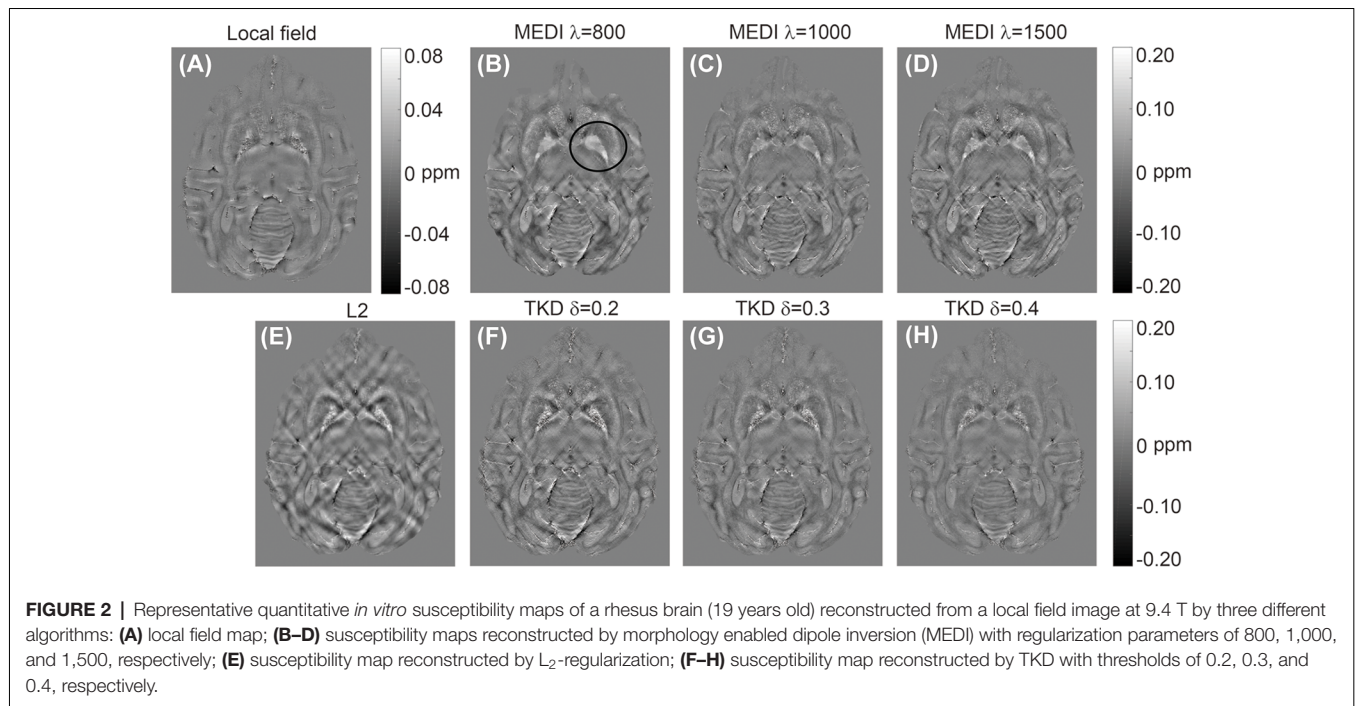 Local field
MEDI λ=800
MEDI λ=1000
MEDI λ=1500
(A)
(B)
(C)
(D)
0.08
0.04
0 ppm
-0.04
-0.08
0.20
0.10
0 ppm
-0.10
-0.20
L2
TKD δ=0.2
TKD δ=0.3
TKD δ=0.4
(E)
(F)
(G)
(H)
0.20
0.10
0 ppm
-0.10
-0.20
FIGURE 2 | Representative quantitative in vitro susceptibility maps of a rhesus brain (19 years old) reconstructed from a local field image at 9.4 T by three different
algorithms: (A) local field map; (B–D) susceptibility maps reconstructed by morphology enabled dipole inversion (MEDI) with regularization parameters of 800, 1,000,
and 1,500, respectively; (E) susceptibility map reconstructed by L2-regularization; (F–H) susceptibility map reconstructed by TKD with thresholds of 0.2, 0.3, and
0.4, respectively.